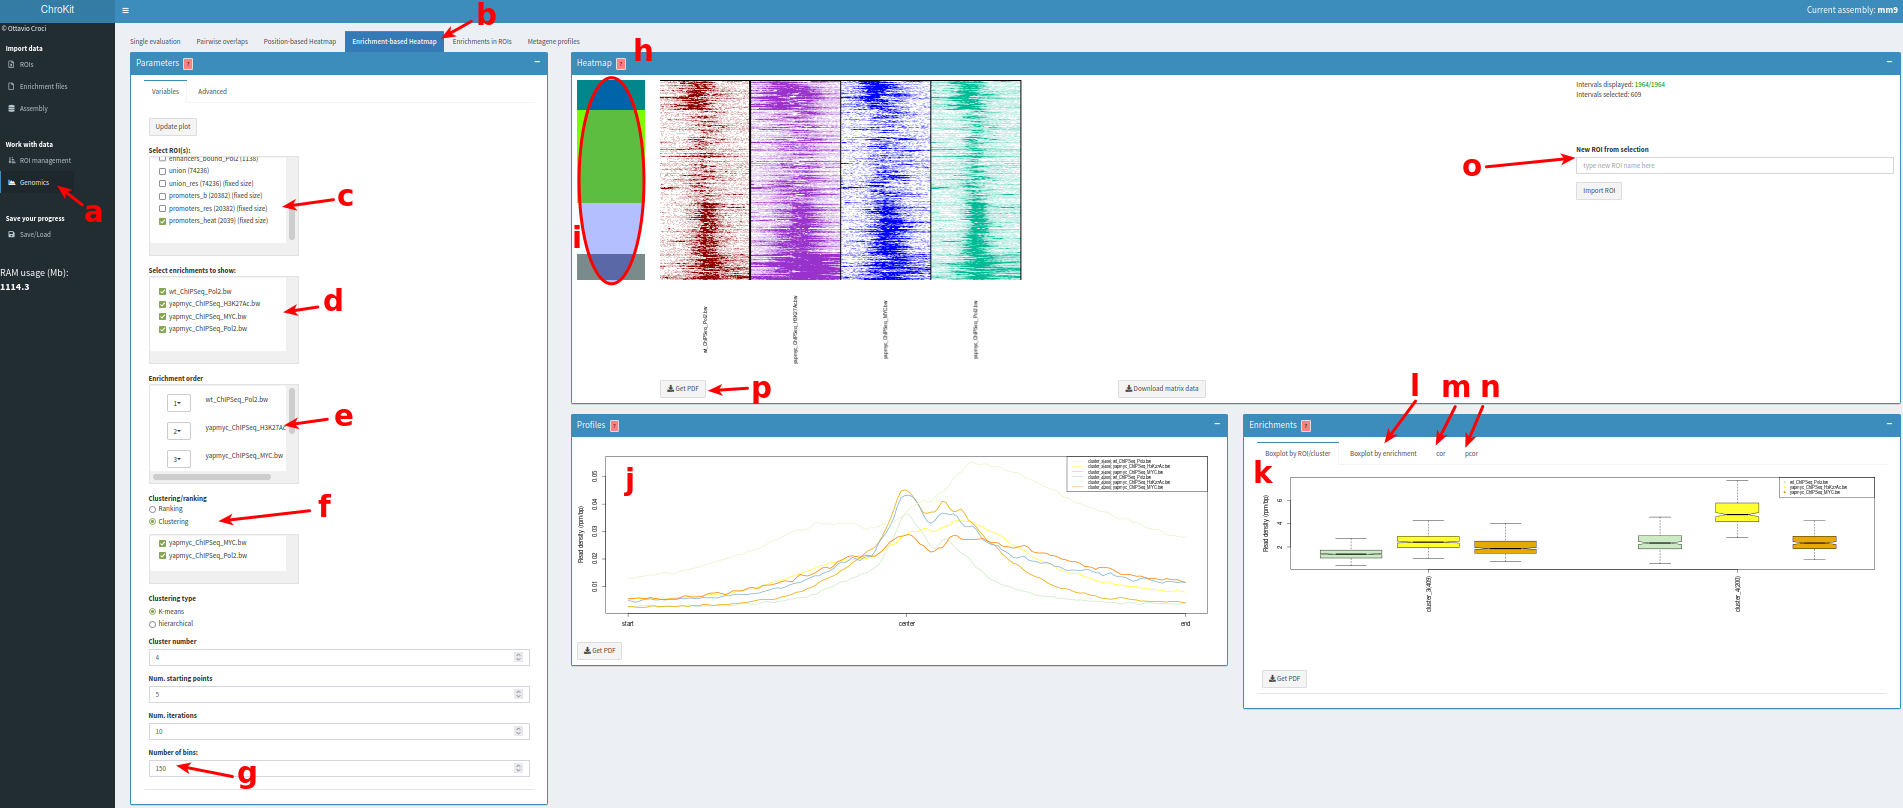 ChroKit
Current assembly: mm9
© Ottavio Croci
Import data
ROIs
Enrichment files
Assembly
Work with data
ROI management
Genomics
a
Save your progress
Save/Load
RAM usage (Mb):
1114.3
b
Single evaluation
Pairwise overlaps
Position-based Heatmap
Enrichment-based Heatmap
Enrichments in ROIs
Metagene profiles
Parameters ?
Variables
Advanced
Update plot
Select ROI(s):
enhancers_bound_Pol2 (1138)
union (74236)
union_res (74236) (fixed size)
promoters_b (20382) (fixed size)
promoters_res (20382) (fixed size)
promoters_heat (2039) (fixed size)
c
Select enrichments to show:
wt_ChIPSeq_Pol2.bw
yapmyc_ChIPSeq_H3K27Ac.bw
yapmyc_ChIPSeq_MYC.bw
yapmyc_ChIPSeq_Pol2.bw
d
Enrichment order
1 wt_ChIPSeq_Pol2.bw
2 yapmyc_ChIPSeq_H3K27Ac
3 yapmyc_ChIPSeq_MYC.bw
e
Clustering/ranking
Ranking
Clustering
f
yapmyc_ChIPSeq_MYC.bw
yapmyc_ChIPSeq_Pol2.bw
Clustering type
K-means
hierarchical
Cluster number
4
Num. starting points
5
Num. iterations
10
Number of bins:
150
g
Heatmap ?
h
i
wt_ChIPSeq_Pol2.bw
yapmyc_ChIPSeq_H3K27Ac.bw
yapmyc_ChIPSeq_MYC.bw
yapmyc_ChIPSeq_Pol2.bw
Get PDF
p
Download matrix data
Intervals displayed: 1964/1964
Intervals selected: 609
New ROI from selection
type new ROI name here
Import ROI
o
Profiles ?
j
Read density (rpm/bp)
0.05
0.04
0.03
0.02
0.01
start
center
end
Get PDF
l
m
n
Enrichments ?
Boxplot by ROI/cluster
Boxplot by enrichment
cor
pcor
k
Read density (rpm/bp)
6
4
2
wt_ChIPSeq_Pol2.bw
yapmyc_ChIPSeq_H3K27Ac.bw
yapmyc_ChIPSeq_MYC.bw
cluster_3(409)
cluster_4(200)
Get PDF